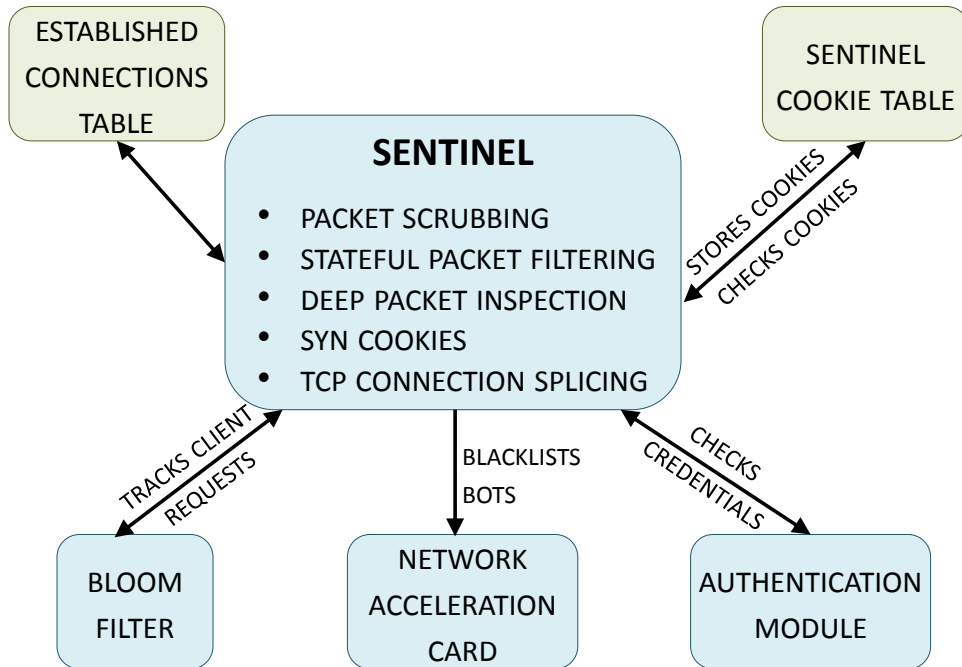 ESTABLISHED
CONNECTIONS
TABLE
SENTINEL
COOKIE TABLE
SENTINEL
• PACKET SCRUBBING
• STATEFUL PACKET FILTERING
• DEEP PACKET INSPECTION
• SYN COOKIES
• TCP CONNECTION SPLICING
STORES COOKIES
CHECKS COOKIES
TRACKS CLIENT
REQUESTS
BLACKLISTS
BOTS
CHECKS
CREDENTIALS
BLOOM
FILTER
NETWORK
ACCELERATION
CARD
AUTHENTICATION
MODULE